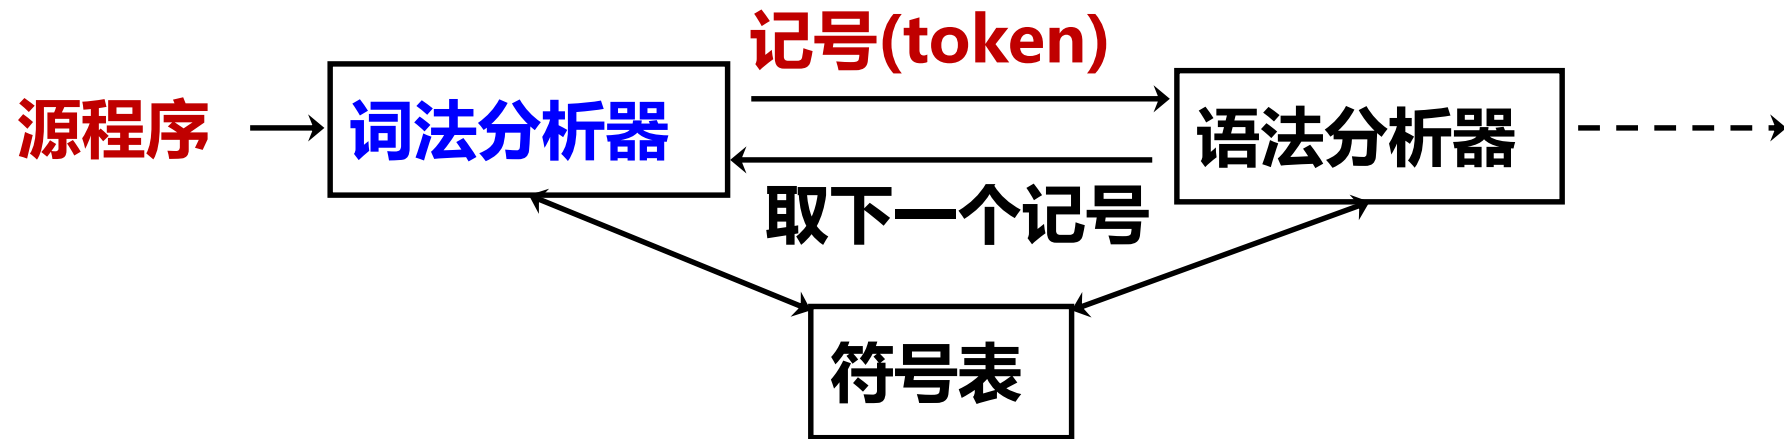 记号(token)
源程序
词法分析器
语法分析器
取下一个记号
符号表